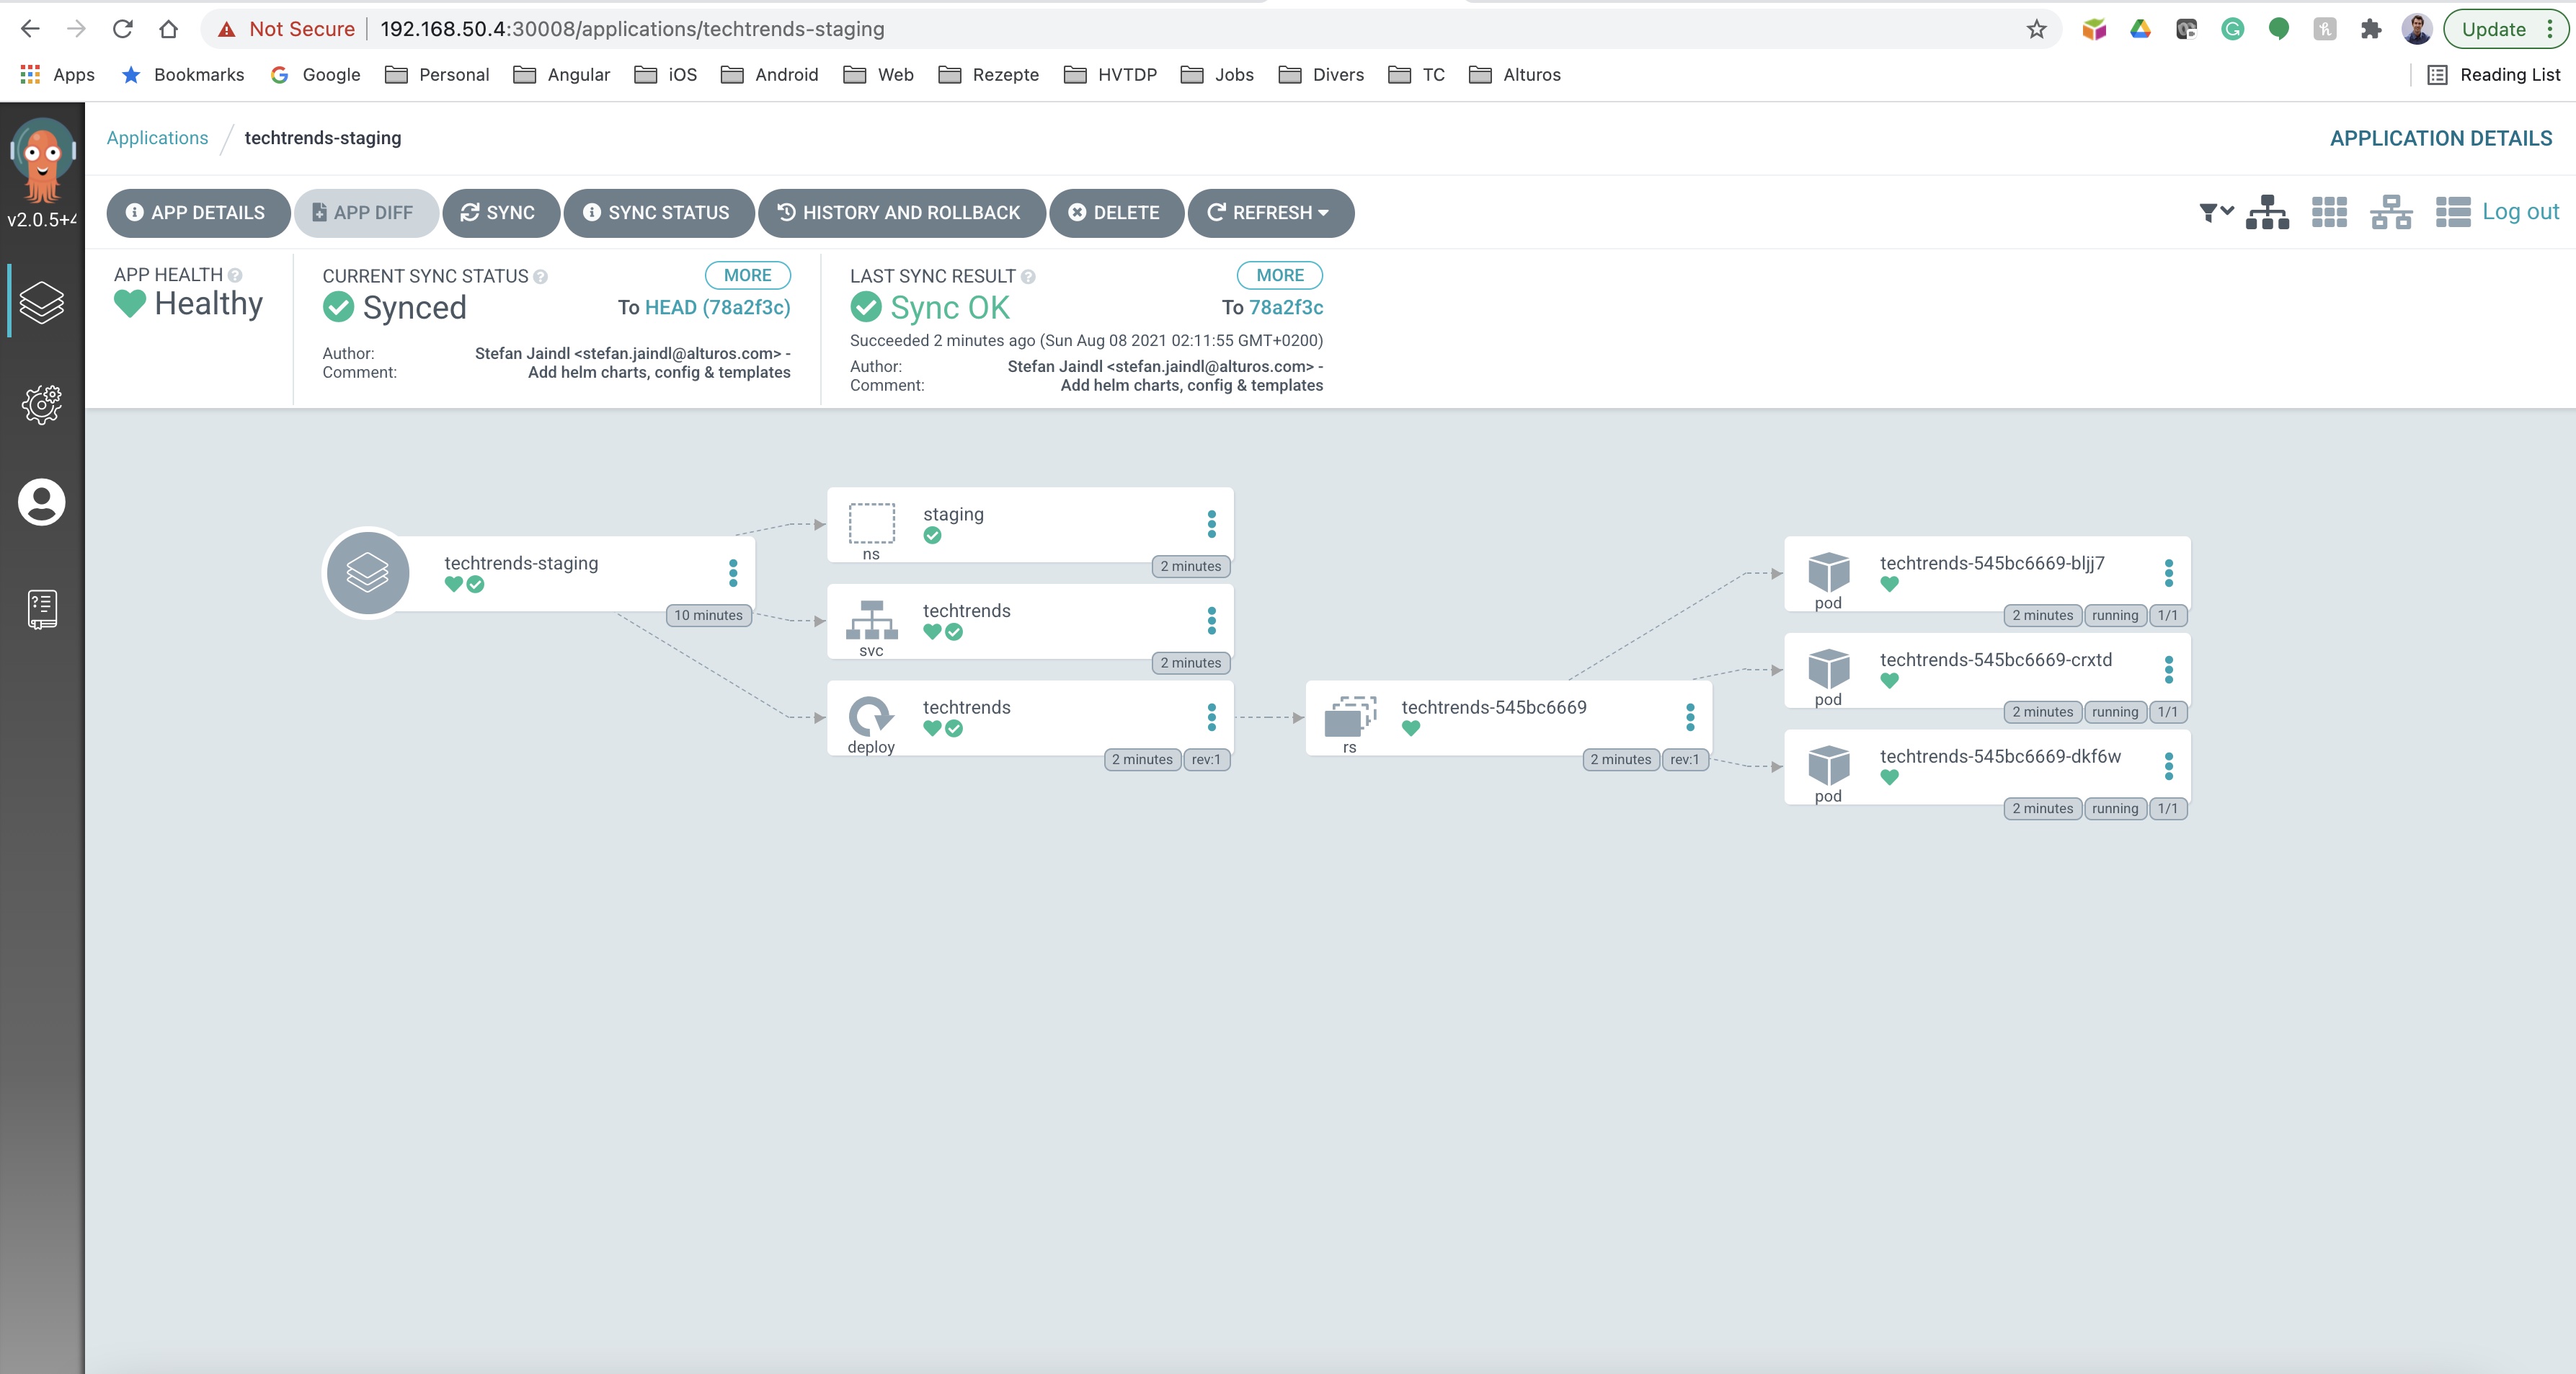 Not Secure 192.168.50.4:30008/applications/techtrends-staging Update
Apps Bookmarks Google Personal Angular iOS Android Web Rezepte HVTDP Jobs Divers TC Alturos Reading List
v2.0.5+4
Applications / techtrends-staging APPLICATION DETAILS
APP DETAILS APP DIFF SYNC SYNC STATUS HISTORY AND ROLLBACK DELETE REFRESH Log out
APP HEALTH
Healthy
CURRENT SYNC STATUS MORE
Synced To HEAD (78a2f3c)
Author: Stefan Jaindl <stefan.jaindl@alturos.com> -
Comment: Add helm charts, config & templates
LAST SYNC RESULT MORE
Sync OK To 78a2f3c
Succeeded 2 minutes ago (Sun Aug 08 2021 02:11:55 GMT+0200)
Author: Stefan Jaindl <stefan.jaindl@alturos.com> -
Comment: Add helm charts, config & templates
techtrends-staging
10 minutes
staging
ns
2 minutes
techtrends
svc
2 minutes
techtrends
deploy
2 minutes rev:1
techtrends-545bc6669
rs
2 minutes rev:1
techtrends-545bc6669-bljj7
pod
2 minutes running 1/1
techtrends-545bc6669-crxtd
pod
2 minutes running 1/1
techtrends-545bc6669-dkf6w
pod
2 minutes running 1/1